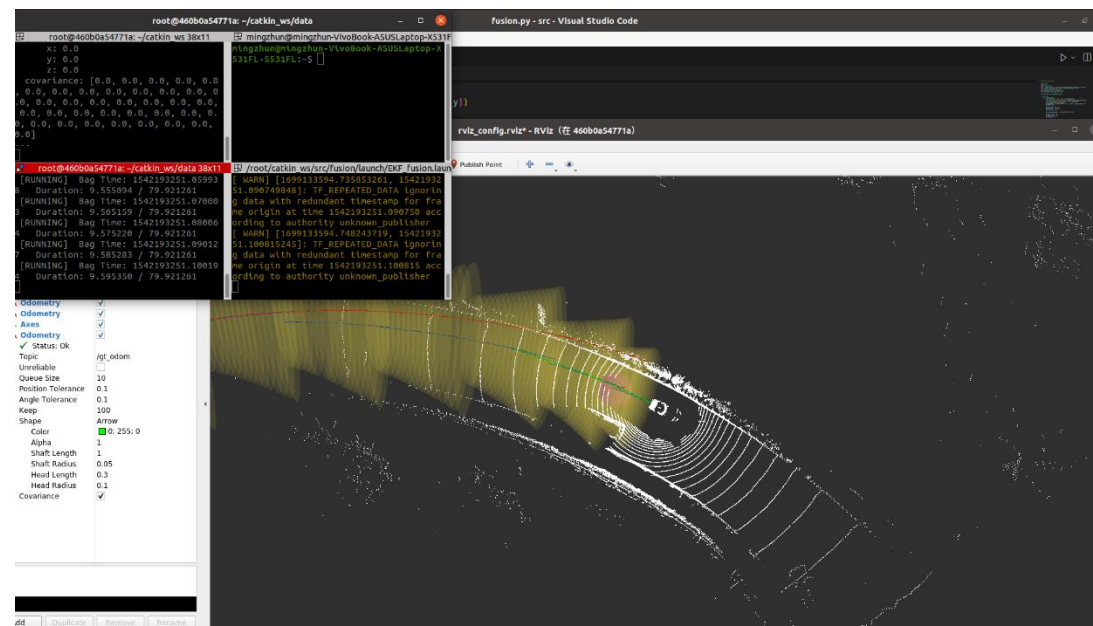 root@460b0a54771a: ~/catkin_ws/data
fusion.py - src - Visual Studio Code
root@460b0a54771a: ~/catkin_ws 38x11
x: 0.0
y: 0.0
z: 0.0
covariance: [0.0, 0.0, 0.0, 0.0, 0.0
, 0.0, 0.0, 0.0, 0.0, 0.0, 0.0, 0.0, 0
.0, 0.0, 0.0, 0.0, 0.0, 0.0, 0.0, 0.0,
0.0, 0.0, 0.0, 0.0, 0.0, 0.0, 0.0, 0.
0, 0.0, 0.0, 0.0, 0.0, 0.0, 0.0, 0.0,
0.0]
---
mingzhun@mingzhun-VivoBook-ASUSLaptop-X531F
mingzhun@mingzhun-VivoBook-ASUSLaptop-X
531FL-S531FL:~$
_y])
rviz_config.rviz* - RViz (在 460b0a54771a)
Publish Point
root@460b0a54771a: ~/catkin_ws/data 38x11
[RUNNING] Bag Time: 1542193251.05993
8 Duration: 9.555094 / 79.921261
[RUNNING] Bag Time: 1542193251.07000
3 Duration: 9.565159 / 79.921261
[RUNNING] Bag Time: 1542193251.08006
4 Duration: 9.575220 / 79.921261
[RUNNING] Bag Time: 1542193251.09012
7 Duration: 9.585283 / 79.921261
[RUNNING] Bag Time: 1542193251.10019
4 Duration: 9.595350 / 79.921261
/root/catkin_ws/src/fusion/launch/EKF_fusion.laun
[ WARN] [1699133594.735853261, 15421932
51.090749848]: TF_REPEATED_DATA ignorin
g data with redundant timestamp for fra
me origin at time 1542193251.090750 acc
ording to authority unknown_publisher
[ WARN] [1699133594.748243719, 15421932
51.100815245]: TF_REPEATED_DATA ignorin
g data with redundant timestamp for fra
me origin at time 1542193251.100815 acc
ording to authority unknown_publisher
Odometry
Odometry
Axes
Odometry
Status: Ok
Topic /gt_odom
Unreliable
Queue Size 10
Position Tolerance 0.1
Angle Tolerance 0.1
Keep 100
Shape Arrow
Color 0; 255; 0
Alpha 1
Shaft Length 1
Shaft Radius 0.05
Head Length 0.3
Head Radius 0.1
Covariance
dd Duplicate Remove Rename